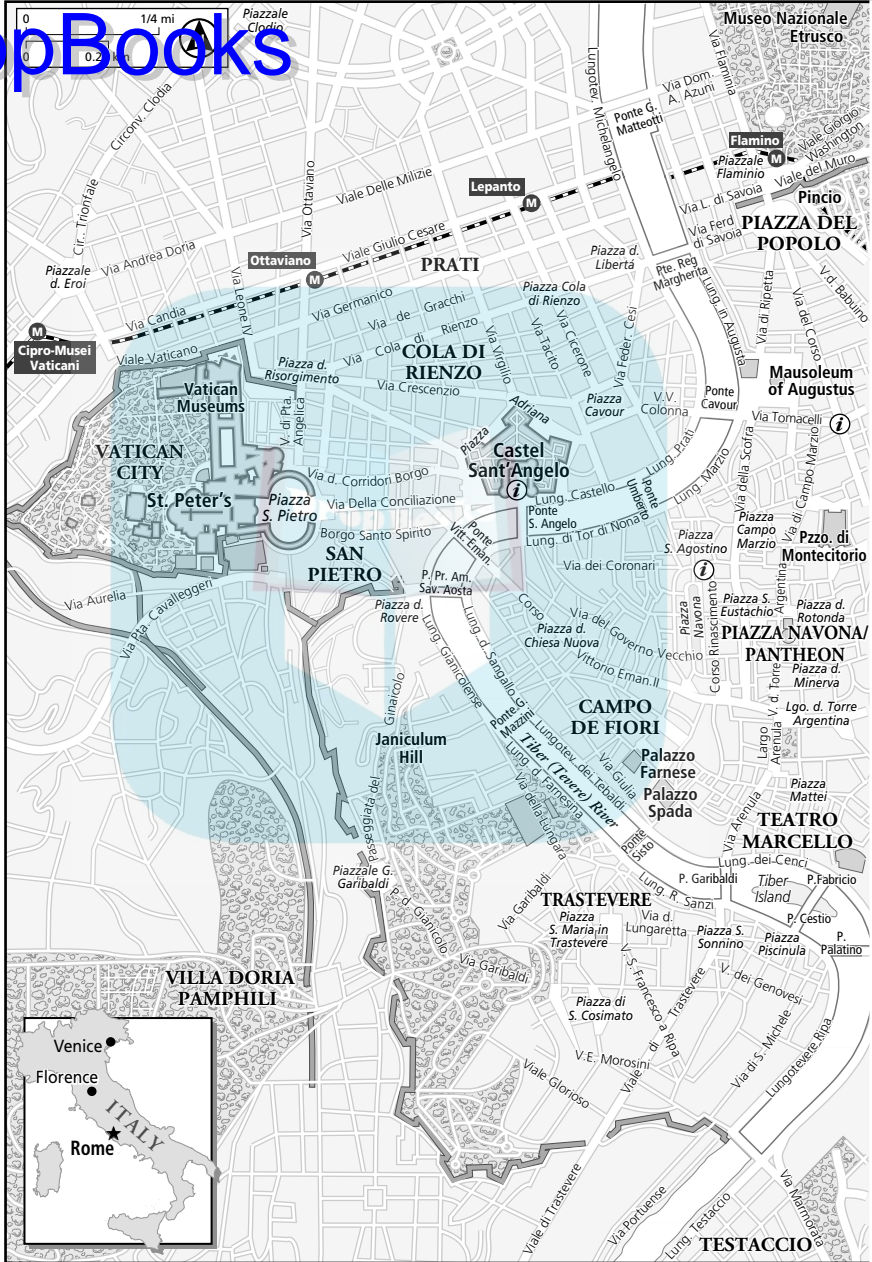 0 1/4 mi
0 0.2 km
opBooks
Piazzale
Clodio
Museo Nazionale
Etrusco
Via Flaminia
Via Dom.
A. Azuni
Lungotev. Michelangelo
Ponte G.
Matteotti
Circonv. Clodia
Flamino
M
Piazzale
Flaminio
Viale Giorgio
Washington
Viale del Muro
Via Ottaviano
Viale Delle Milizie
Lepanto
M
Via L. di Savoia
Pincio
Cir. Trionfale
Via Ferd
di Savoia
PIAZZA DEL
POPOLO
Viale Giulio Cesare
Via Andrea Doria
Ottaviano
M
PRATI
Piazza d.
Libertá
Pte. Reg.
Margherita
Piazzale
d. Eroi
Via Leone IV
Via Germanico
Piazza Cola
di Rienzo
Lung. in Augusta
Via di Ripetta
Via del Corso
V.d. Babuino
Via Candia
M
Cipro-Musei
Vaticani
Viale Vaticano
Via de Gracchi
Via Cola di Rienzo
Via Virgilio
Via Tacito
Via Cicerone
Via Feder. Cesi
COLA DI
RIENZO
Piazza d.
Risorgimento
Via Crescenzio
Vatican
Museums
V. di Pta.
Angelica
Piazza
Cavour
V.V.
Colonna
Ponte
Cavour
Mausoleum
of Augustus
Via Tomacelli
i
Piazza
Adriana
VATICAN
CITY
Castel
Sant'Angelo
i
Via d. Corridori Borgo
Lung. Prati
Lung. Marzio
Via della Scrofa
Via di Campo Marzio
St. Peter's
Piazza
S. Pietro
Via Della Conciliazione
Lung. Castello
Ponte
Umberto
Ponte
S. Angelo
Lung. di Tor di Nona
Borgo Santo Spirito
Ponte
Vitt. Eman.
SAN
PIETRO
Piazza
S. Agostino
Piazza
Campo
Marzio
Pzzo. di
Montecitorio
Via dei Coronari
i
P. Pr. Am.
Sav. Aosta
Via Aurelia
Via Pta. Cavalleggeri
Piazza d.
Rovere
Corso Vittorio Eman.II
Via del Governo Vecchio
Piazza d.
Chiesa Nuova
Piazza
Navona
Corso Rinascimento
Piazza S.
Eustachio
Argentina
Piazza d.
Rotonda
PIAZZA NAVONA/
PANTHEON
Piazza d.
Minerva
Lung. Gianicolense
Lung. d. Sangallo
Lgo. d. Torre
Argentina
Largo Arenula
V. d. Torre
Passeggiata del Ginaicolo
Ponte G.
Mazzini
CAMPO
DE FIORI
Janiculum
Hill
Lungotev. dei Tebaldi
Tiber (Tevere) River
Lung. d. Farnesina
Via Giulia
Via della Lungara
Palazzo
Farnese
Palazzo
Spada
Piazza
Mattei
Via Arenula
TEATRO
MARCELLO
Ponte
Sisto
Lung. dei Cenci
P. Garibaldi
Tiber
Island
P.Fabricio
Piazzale G.
Garibaldi
P. d. Gianicolo
Via Garibaldi
TRASTEVERE
Lung. R. Sanzi
P. Cestio
Piazza
S. Maria in
Trastevere
Via d.
Lungaretta
Piazza S.
Sonnino
Piazza
Piscinula
P.
Palatino
Via Garibaldi
VILLA DORIA
PAMPHILI
V. S. Francesco a Ripa
V. dei Genovesi
Piazza di
S. Cosimato
Viale di Trastevere
Via di S. Michele
Lungotevere Ripa
V.E. Morosini
Viale Glorioso
Venice
Florence
ITALY
Rome
Viale di Trastevere
Via Portuense
Lung. Testaccio
Via Marmorata
TESTACCIO